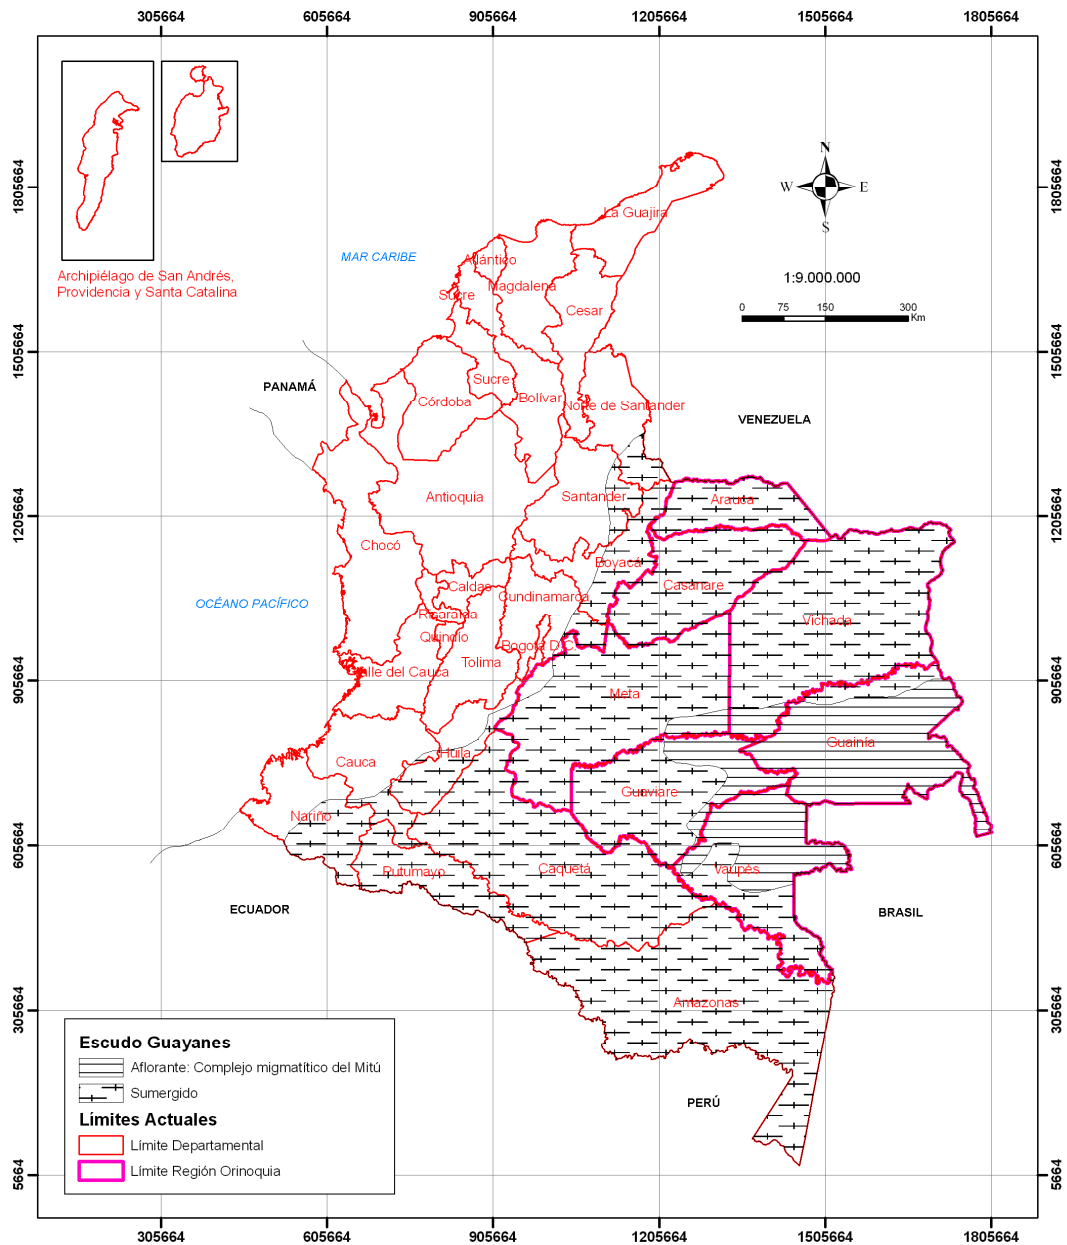 305664 605664 905664 1205664 1505664 1805664
1805664
1505664
1205664
905664
605664
305664
5664
1805664
1505664
1205664
905664
605664
305664
5664
N
W E
S
1:9.000.000
0 75 150 300
Km
Archipiélago de San Andrés,
Providencia y Santa Catalina
MAR CARIBE
La Guajira
Atlántico
Magdalena
Sucre
Cesar
PANAMÁ
Sucre
Bolívar
Córdoba
Norte de Santander
VENEZUELA
Antioquia
Santander
Arauca
Chocó
Boyacá
Caldas
Casanare
Cundinamarca
OCÉANO PACÍFICO
Risaralda
Vichada
Quindío
Bogotá D.C.
Tolima
Valle del Cauca
Meta
Guainía
Huila
Cauca
Guaviare
Nariño
Caquetá
Vaupés
Putumayo
ECUADOR
BRASIL
Amazonas
PERÚ
Escudo Guayanes
Aflorante: Complejo migmatítico del Mitú
Sumergido
Límites Actuales
Límite Departamental
Límite Región Orinoquia
305664 605664 905664 1205664 1505664 1805664